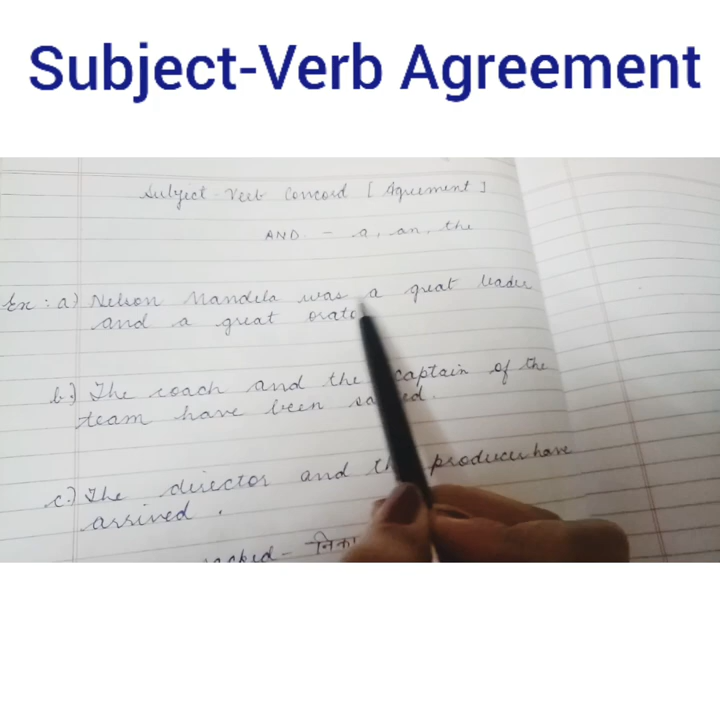 Subject-Verb Agreement
Subject Verb Concord [ Agreement ]
AND. - a, an, the
Ex: a) Nelson Mandela was a great leader
and a great
b.) The coach and the captain of the
team have been
c.) The director and producer have
arrived.